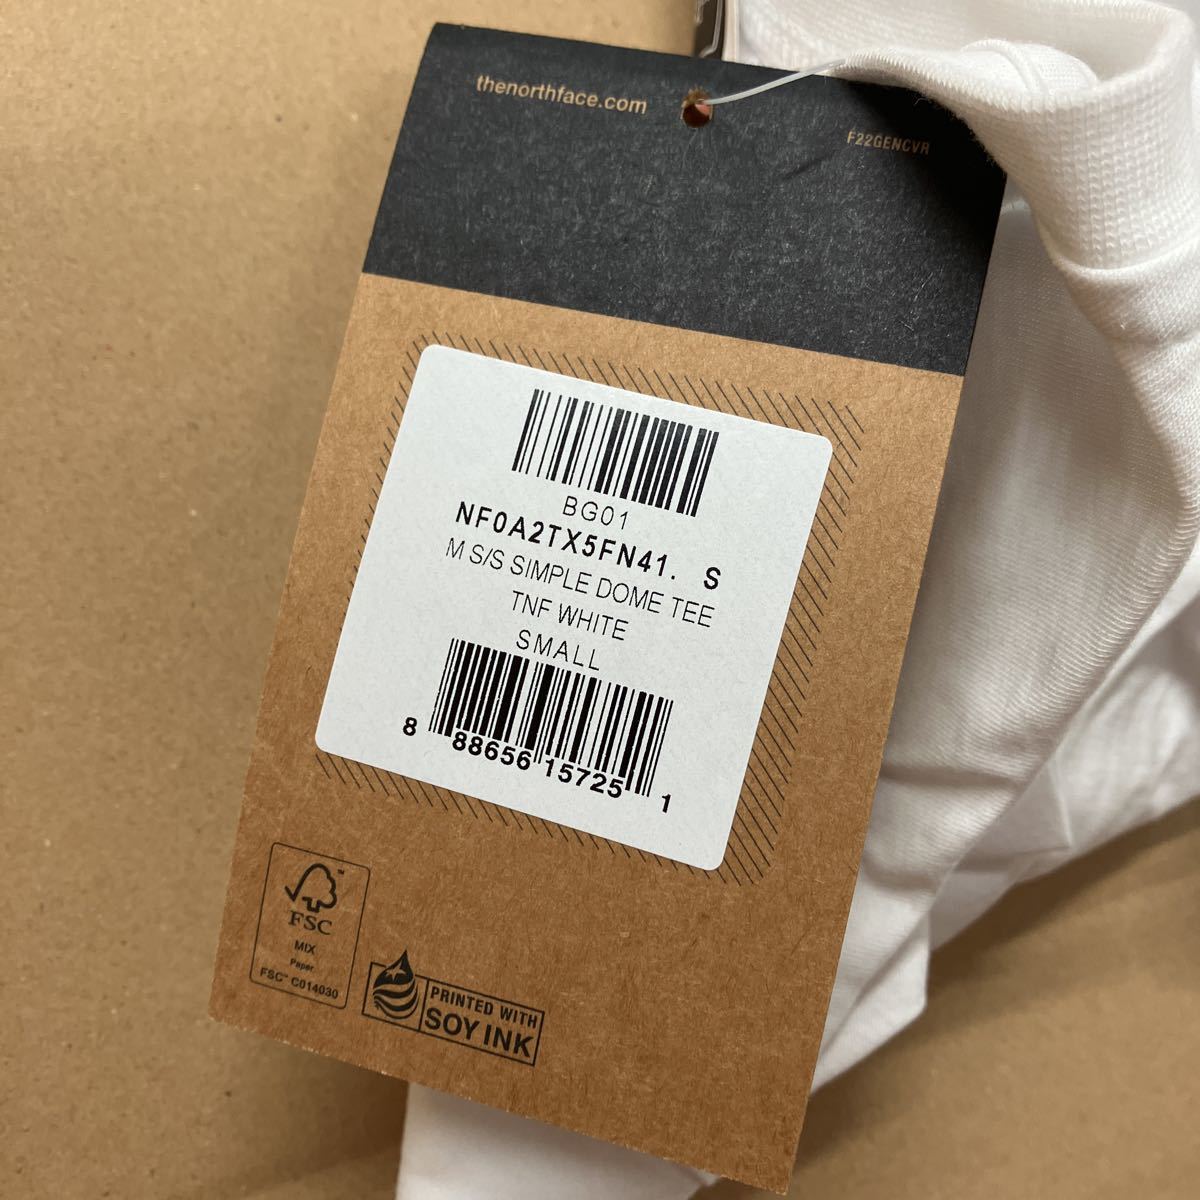 thenorthface.com
F22GENCVR
BG01
NF0A2TX5FN41. S
M S/S SIMPLE DOME TEE
TNF WHITE
SMALL
8 88656 15725 1
FSC
MIX
Paper
FSC™ C014030
PRINTED WITH
SOY INK